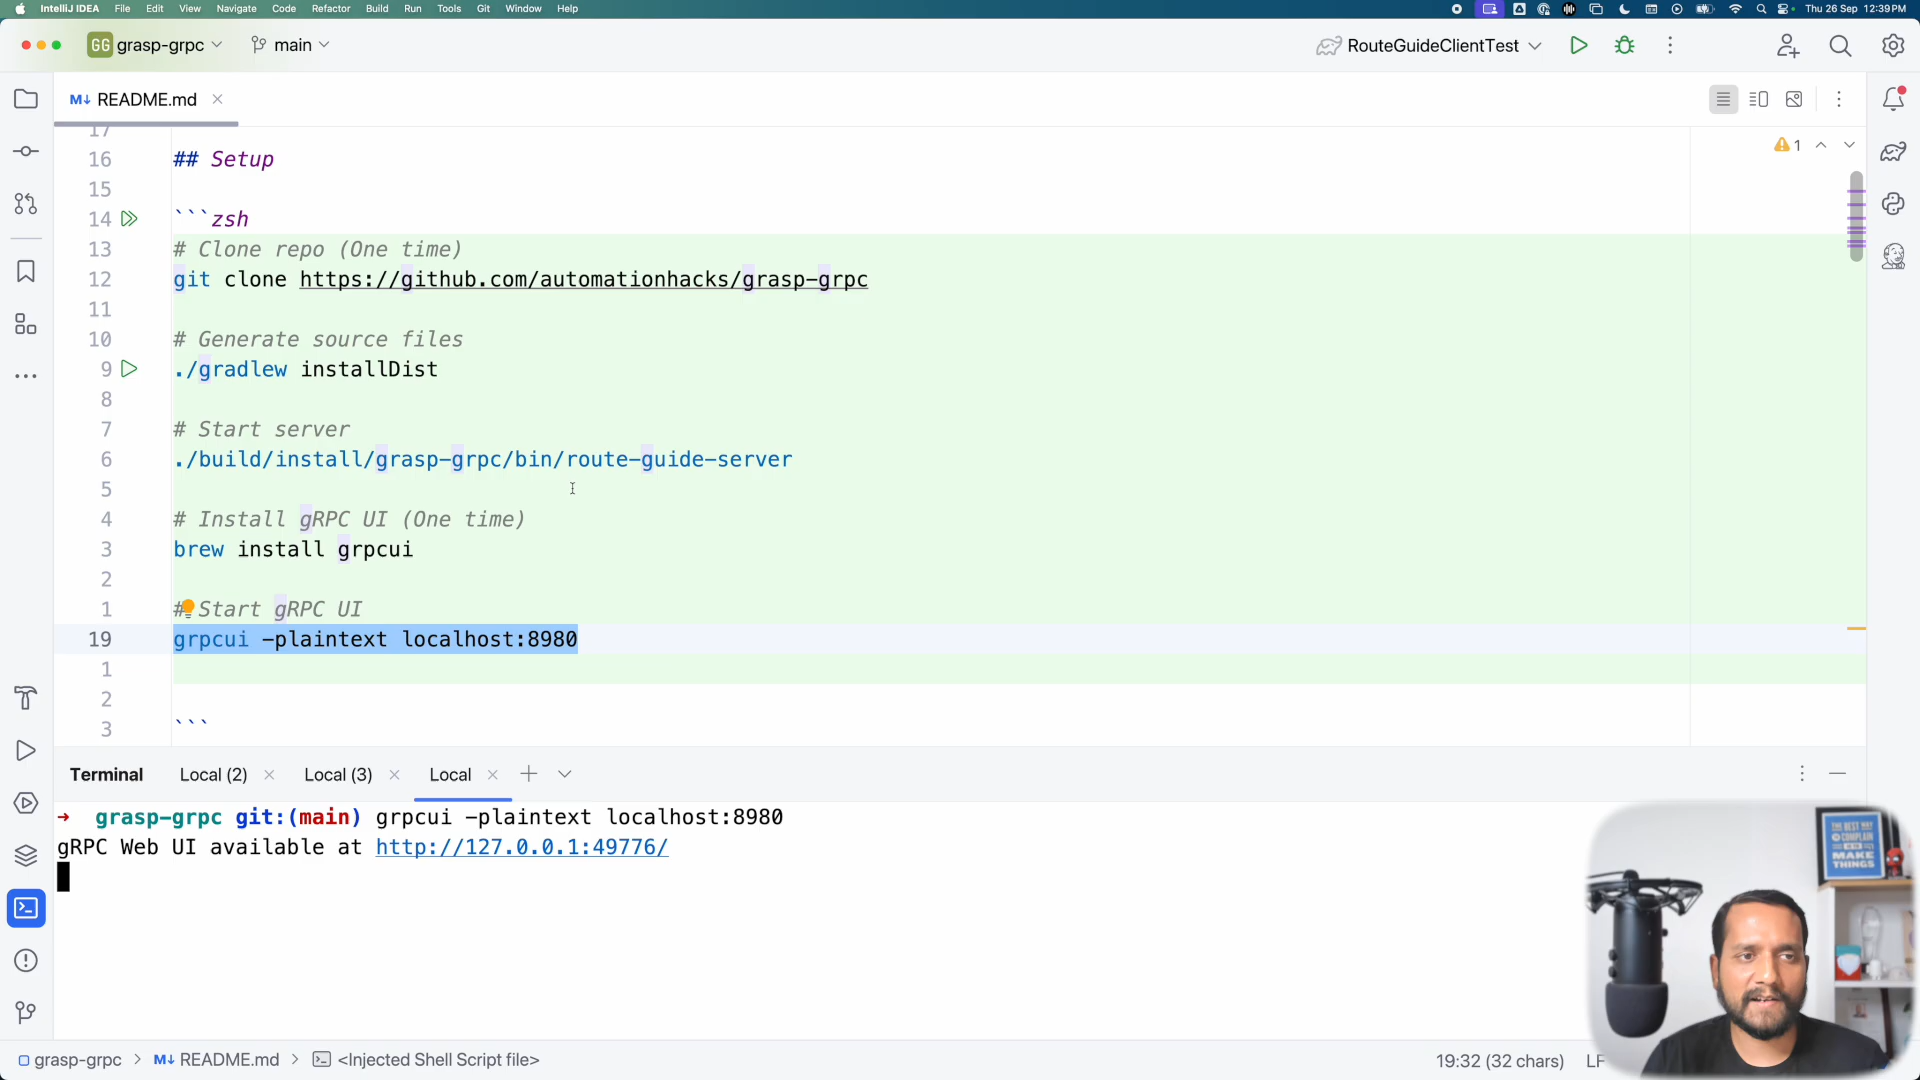 IntelliJ IDEA File Edit View Navigate Code Refactor Build Run Tools Git Window Help Thu 26 Sep 12:39 PM
GG grasp-grpc main RouteGuideClientTest
M↓ README.md
17
16 ## Setup
15
14 ```zsh
13 # Clone repo (One time)
12 git clone https://github.com/automationhacks/grasp-grpc
11
10 # Generate source files
9 ./gradlew installDist
8
7 # Start server
6 ./build/install/grasp-grpc/bin/route-guide-server
5
4 # Install gRPC UI (One time)
3 brew install grpcui
2
1 # Start gRPC UI
19 grpcui -plaintext localhost:8980
1
2
3 ```
1
Terminal Local (2) Local (3) Local
→ grasp-grpc git:(main) grpcui -plaintext localhost:8980
gRPC Web UI available at http://127.0.0.1:49776/
THE BEST WAY
TO COMPLAIN
IS TO
MAKE
THINGS
grasp-grpc > M↓ README.md > <Injected Shell Script file> 19:32 (32 chars) LF